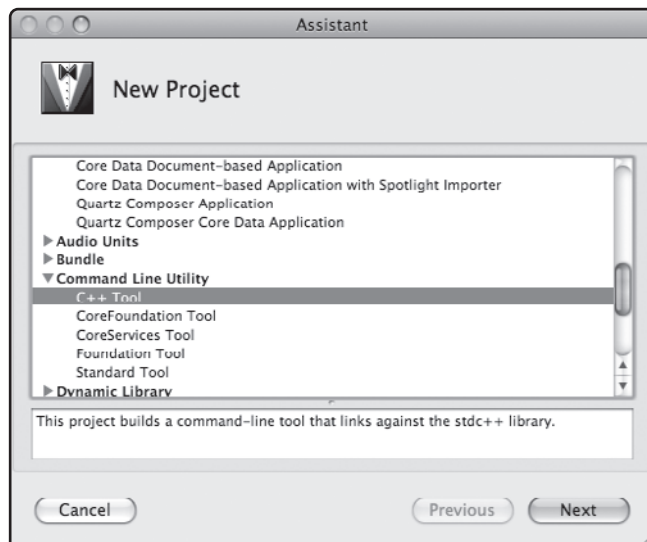 Assistant
New Project
Core Data Document-based Application
Core Data Document-based Application with Spotlight Importer
Quartz Composer Application
Quartz Composer Core Data Application
Audio Units
Bundle
Command Line Utility
C++ Tool
CoreFoundation Tool
CoreServices Tool
Foundation Tool
Standard Tool
Dynamic Library
This project builds a command-line tool that links against the stdc++ library.
Cancel
Previous
Next